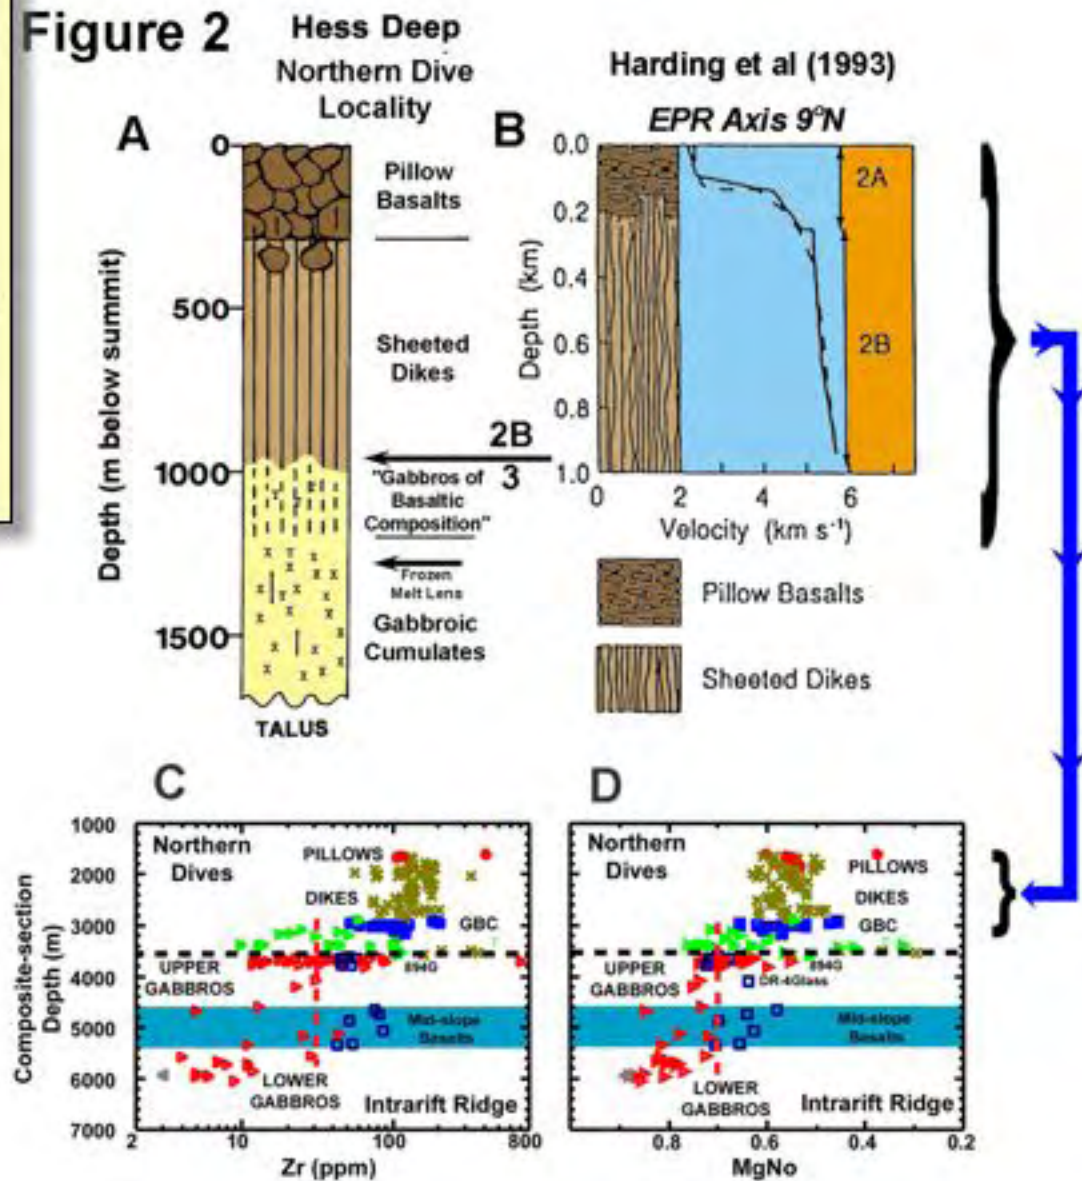 Figure 2
Hess Deep
Northern Dive
Locality
Harding et al (1993)
EPR Axis 9°N
A
B
Depth (m below summit)
0
500
1000
1500
Pillow
Basalts
Sheeted
Dikes
2B
3
"Gabbros of
Basaltic
Composition"
Frozen
Melt Lens
Gabbroic
Cumulates
TALUS
Depth (km)
0.0
0.2
0.4
0.6
0.8
1.0
2A
2B
0 2 4 6
Velocity (km s⁻¹)
Pillow Basalts
Sheeted Dikes
C
Composite-section
Depth (m)
1000
2000
3000
4000
5000
6000
7000
Northern
Dives
PILLOWS
DIKES
GBC
UPPER
GABBROS
894G
Mid-slope
Basalts
LOWER
GABBROS
Intrarift Ridge
2 10 100 800
Zr (ppm)
D
Northern
Dives
PILLOWS
DIKES
GBC
UPPER
GABBROS
894G
DR-4Glass
Mid-slope
Basalts
LOWER
GABBROS
Intrarift Ridge
0.8 0.6 0.4 0.2
MgNo